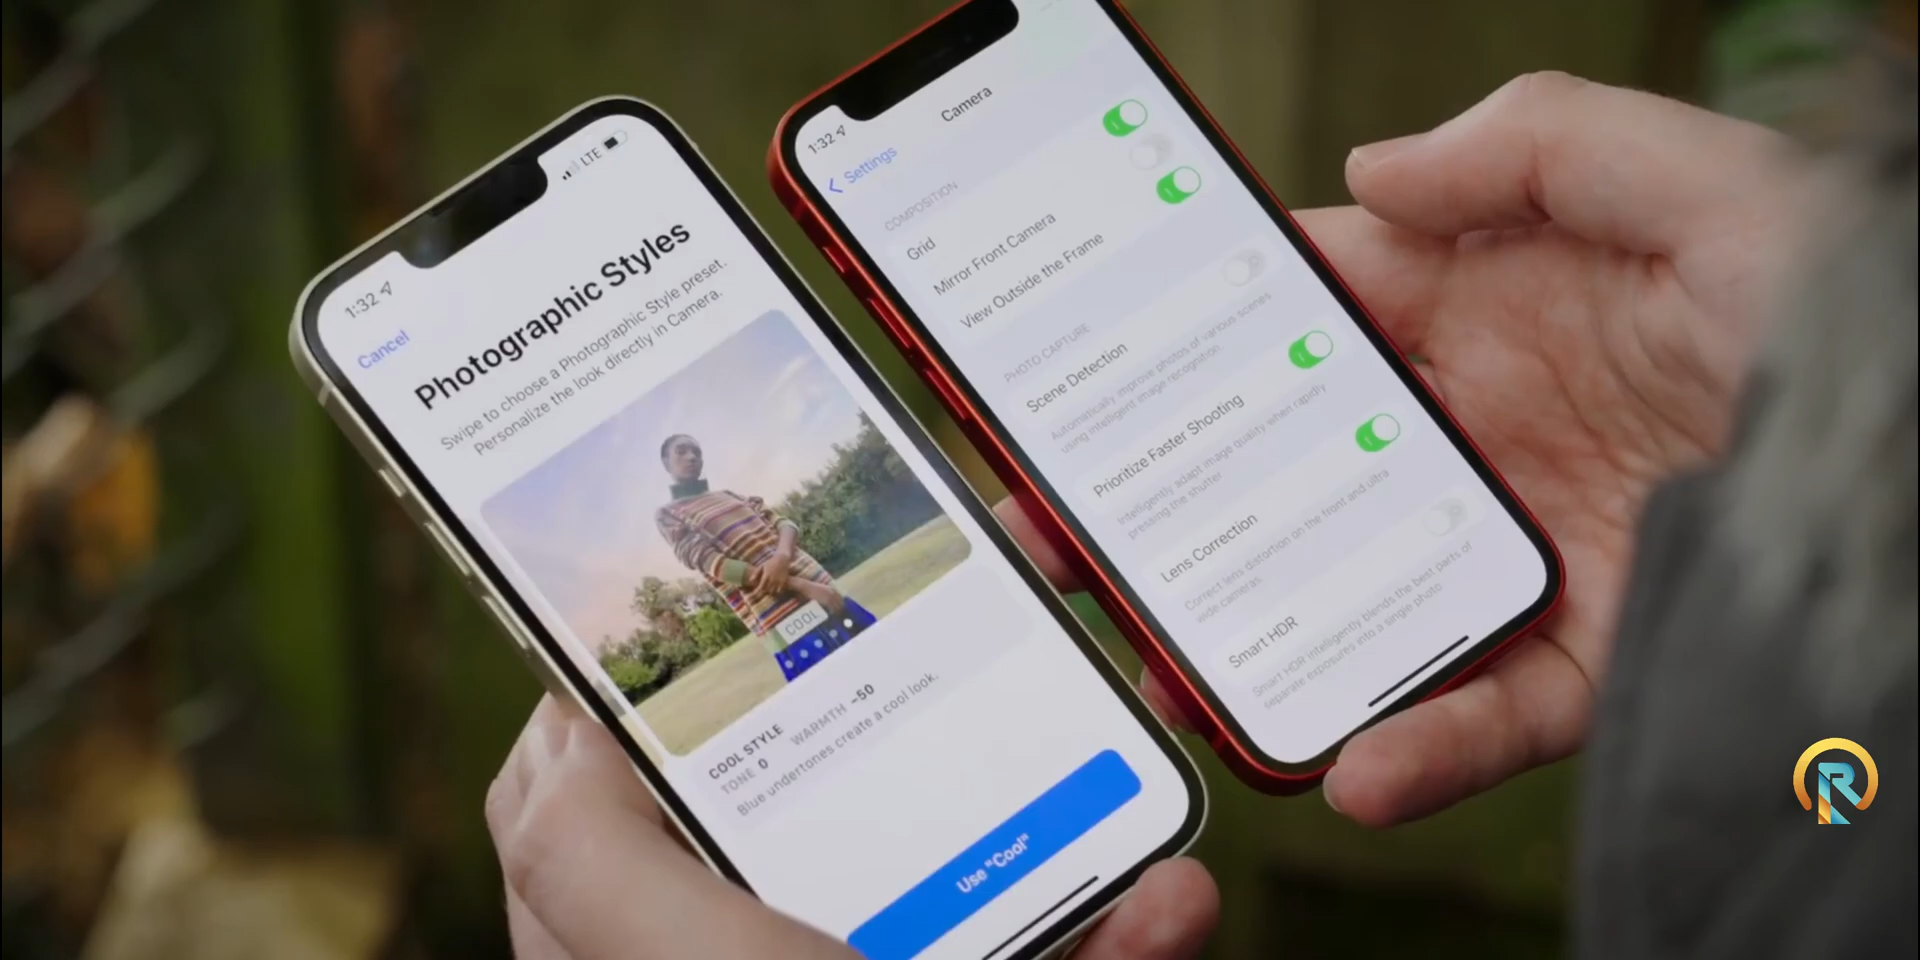 1:32
LTE
Cancel
Photographic Styles
Swipe to choose a Photographic Style preset.
Personalize the look directly in Camera.
COOL
COOL STYLE
TONE 0 WARMTH -50
Blue undertones create a cool look.
Use "Cool"
1:32
Camera
Settings
COMPOSITION
Grid
Mirror Front Camera
View Outside the Frame
PHOTO CAPTURE
Scene Detection
Automatically improve photos of various scenes
using intelligent image recognition.
Prioritize Faster Shooting
Intelligently adapt image quality when rapidly
pressing the shutter
Lens Correction
Correct lens distortion on the front and ultra
wide cameras.
Smart HDR
Smart HDR intelligently blends the best parts of
separate exposures into a single photo
R